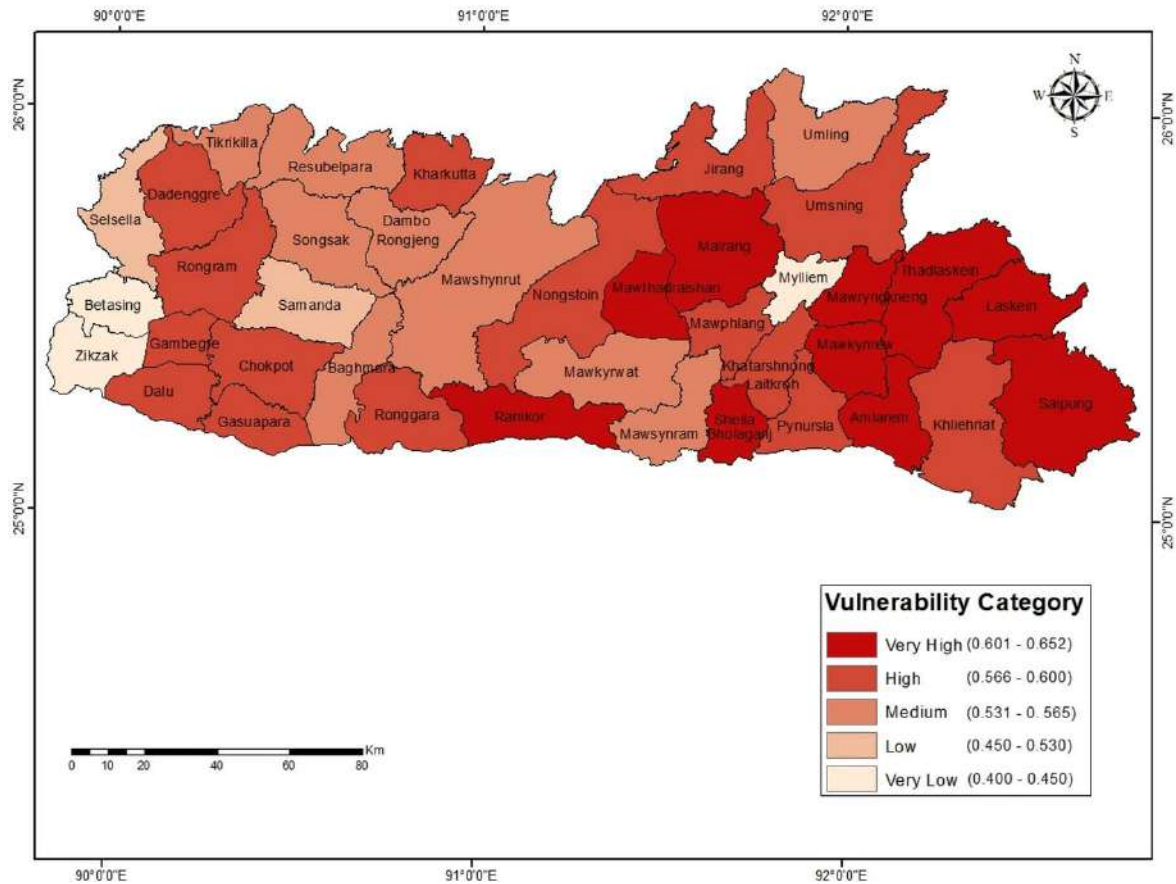 90°0'0"E 91°0'0"E 92°0'0"E
26°0'0"N 26°0'0"N
N
W E
S
Tikrikilla
Umling
Resubelpara
Kharkutta
Jirang
Dadenggre
Selsella
Umsning
Songsak
Dambo
Rongjeng
Mairang
Rongram
Mawshynrut
Mylliem
Thadlaskein
Betasing
Samanda
Nongstoin
Mawthadraishan
Mawryngkneng
Laskein
Mawphlang
Gambegre
Zikzak
Mawkynrew
Chokpot
Baghmara
Mawkyrwat
Khatarshnong
Laitkroh
Dalu
Saipung
Gasuapara
Ronggara
Ranikor
Shella
Bholaganj
Amlarem
Mawsynram
Pynursla
Khliehriat
25°0'0"N 25°0'0"N
Vulnerability Category
Very High (0.601 - 0.652)
High (0.566 - 0.600)
Medium (0.531 - 0.565)
Low (0.450 - 0.530)
Very Low (0.400 - 0.450)
Km
0 5 10 20 40 60 80
90°0'0"E 91°0'0"E 92°0'0"E